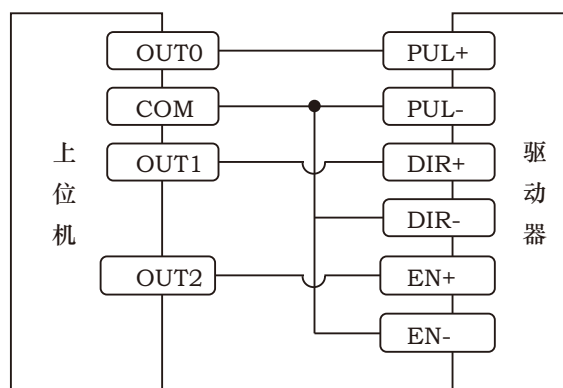 OUT0
PUL+
COM
PUL-
OUT1
DIR+
上位机
驱动器
DIR-
OUT2
EN+
EN-